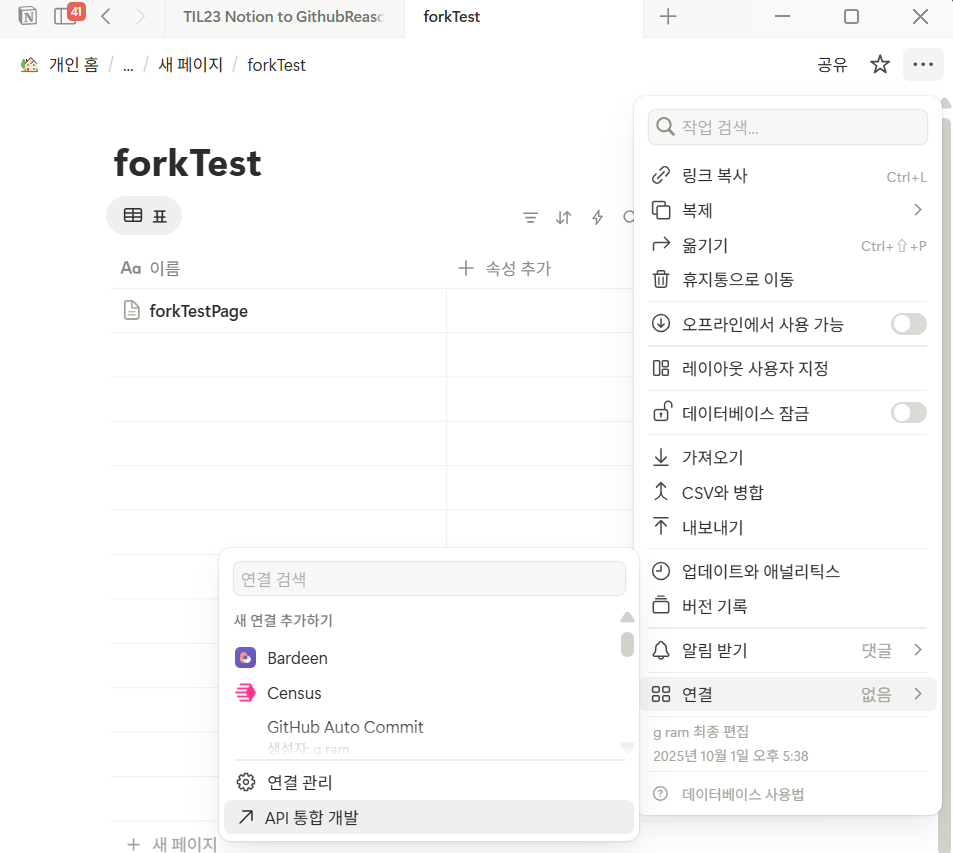 41
TIL23 Notion to GithubReasc
forkTest
개인 홈 / ... / 새 페이지 / forkTest
공유
forkTest
표
Aa 이름
속성 추가
forkTestPage
새 페이지
작업 검색...
링크 복사 Ctrl+L
복제
옮기기 Ctrl+⇧+P
휴지통으로 이동
오프라인에서 사용 가능
레이아웃 사용자 지정
데이터베이스 잠금
가져오기
CSV와 병합
내보내기
업데이트와 애널리틱스
버전 기록
알림 받기 댓글
연결 없음
g ram 최종 편집
2025년 10월 1일 오후 5:38
데이터베이스 사용법
연결 검색
새 연결 추가하기
Bardeen
Census
GitHub Auto Commit
생성자: g ram
연결 관리
API 통합 개발